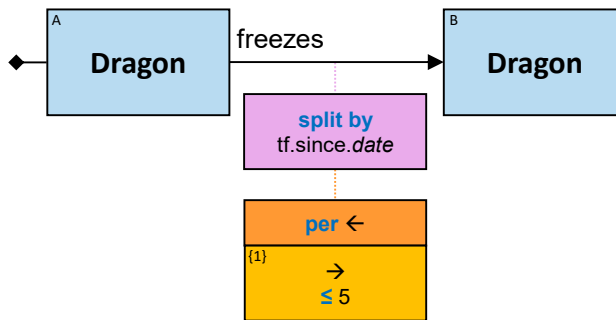 A
Dragon
freezes
B
Dragon
split by
tf.since.date
per ←
{1}
→
≤ 5